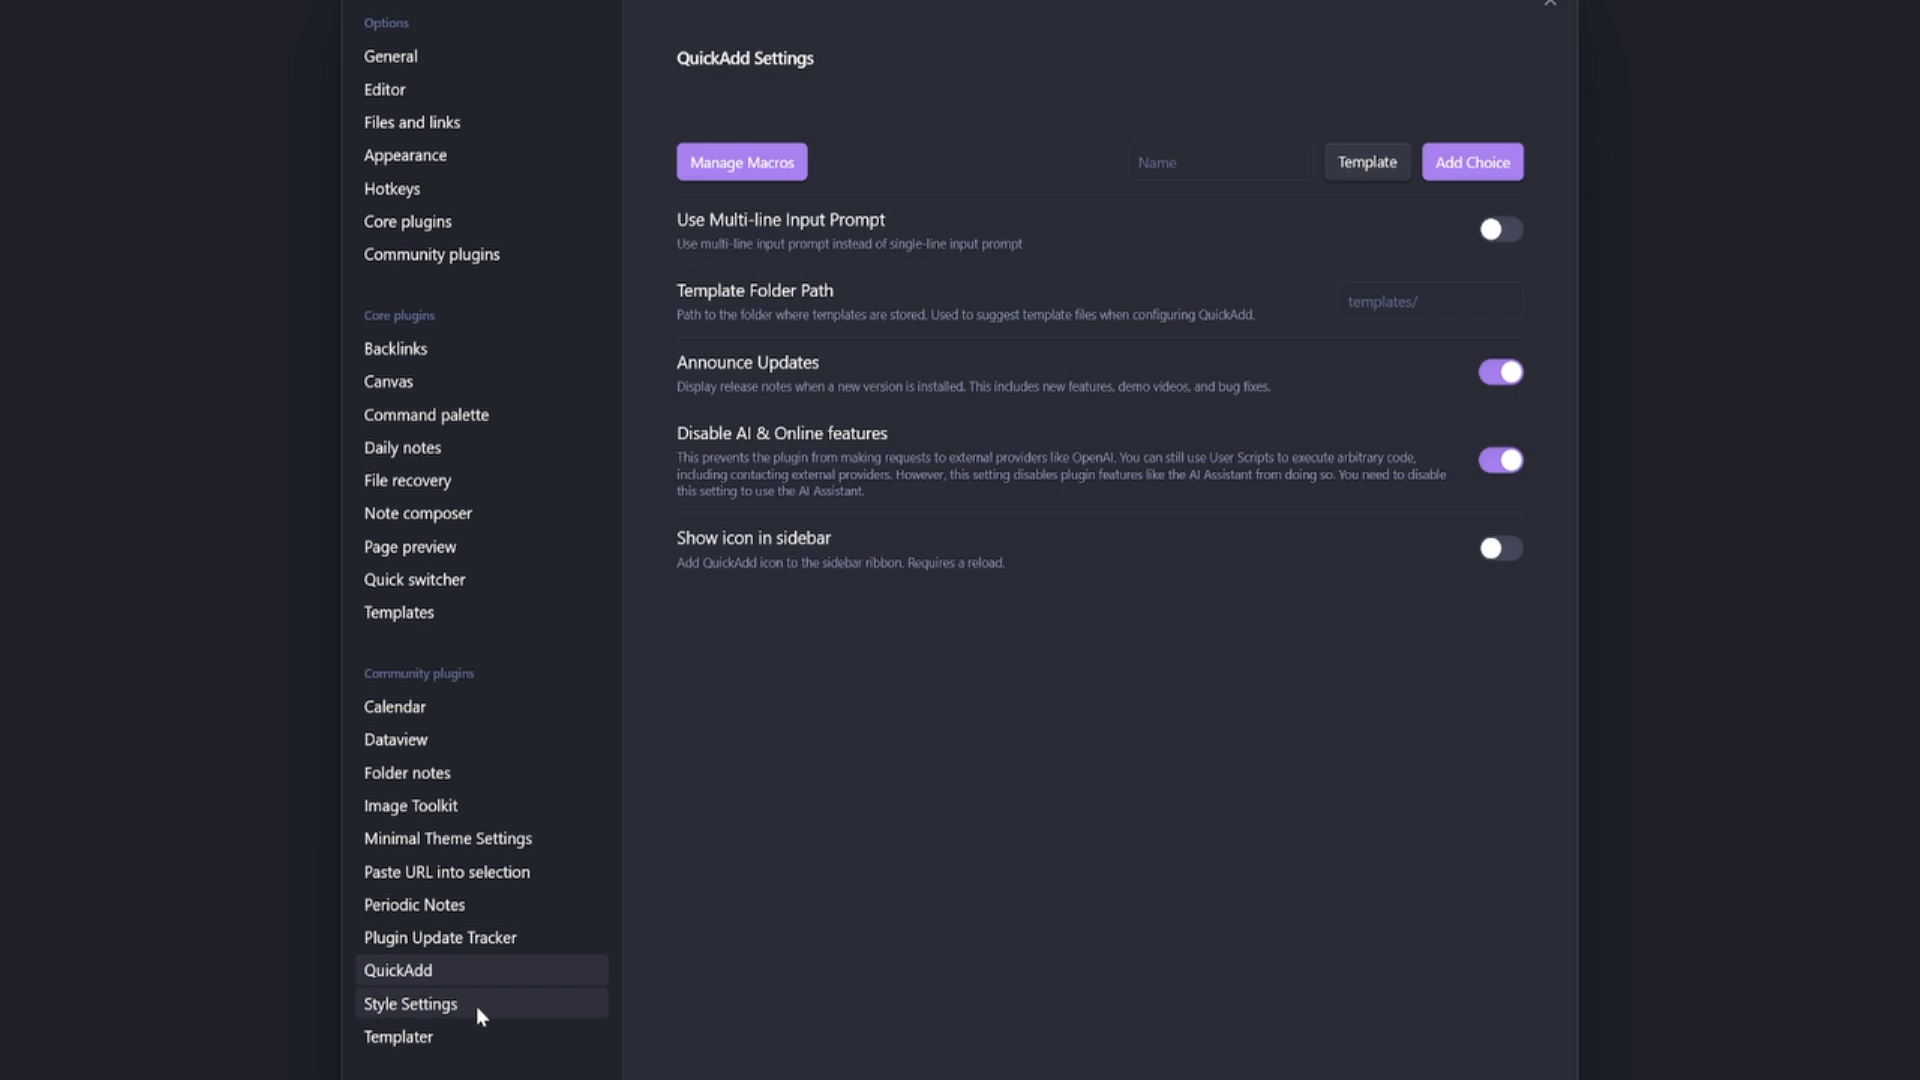 Options
General
Editor
Files and links
Appearance
Hotkeys
Core plugins
Community plugins
Core plugins
Backlinks
Canvas
Command palette
Daily notes
File recovery
Note composer
Page preview
Quick switcher
Templates
Community plugins
Calendar
Dataview
Folder notes
Image Toolkit
Minimal Theme Settings
Paste URL into selection
Periodic Notes
Plugin Update Tracker
QuickAdd
Style Settings
Templater
QuickAdd Settings
Manage Macros
Name
Template
Add Choice
Use Multi-line Input Prompt
Use multi-line input prompt instead of single-line input prompt
Template Folder Path
Path to the folder where templates are stored. Used to suggest template files when configuring QuickAdd.
templates/
Announce Updates
Display release notes when a new version is installed. This includes new features, demo videos, and bug fixes.
Disable AI & Online features
This prevents the plugin from making requests to external providers like OpenAI. You can still use User Scripts to execute arbitrary code,
including contacting external providers. However, this setting disables plugin features like the AI Assistant from doing so. You need to disable
this setting to use the AI Assistant.
Show icon in sidebar
Add QuickAdd icon to the sidebar ribbon. Requires a reload.